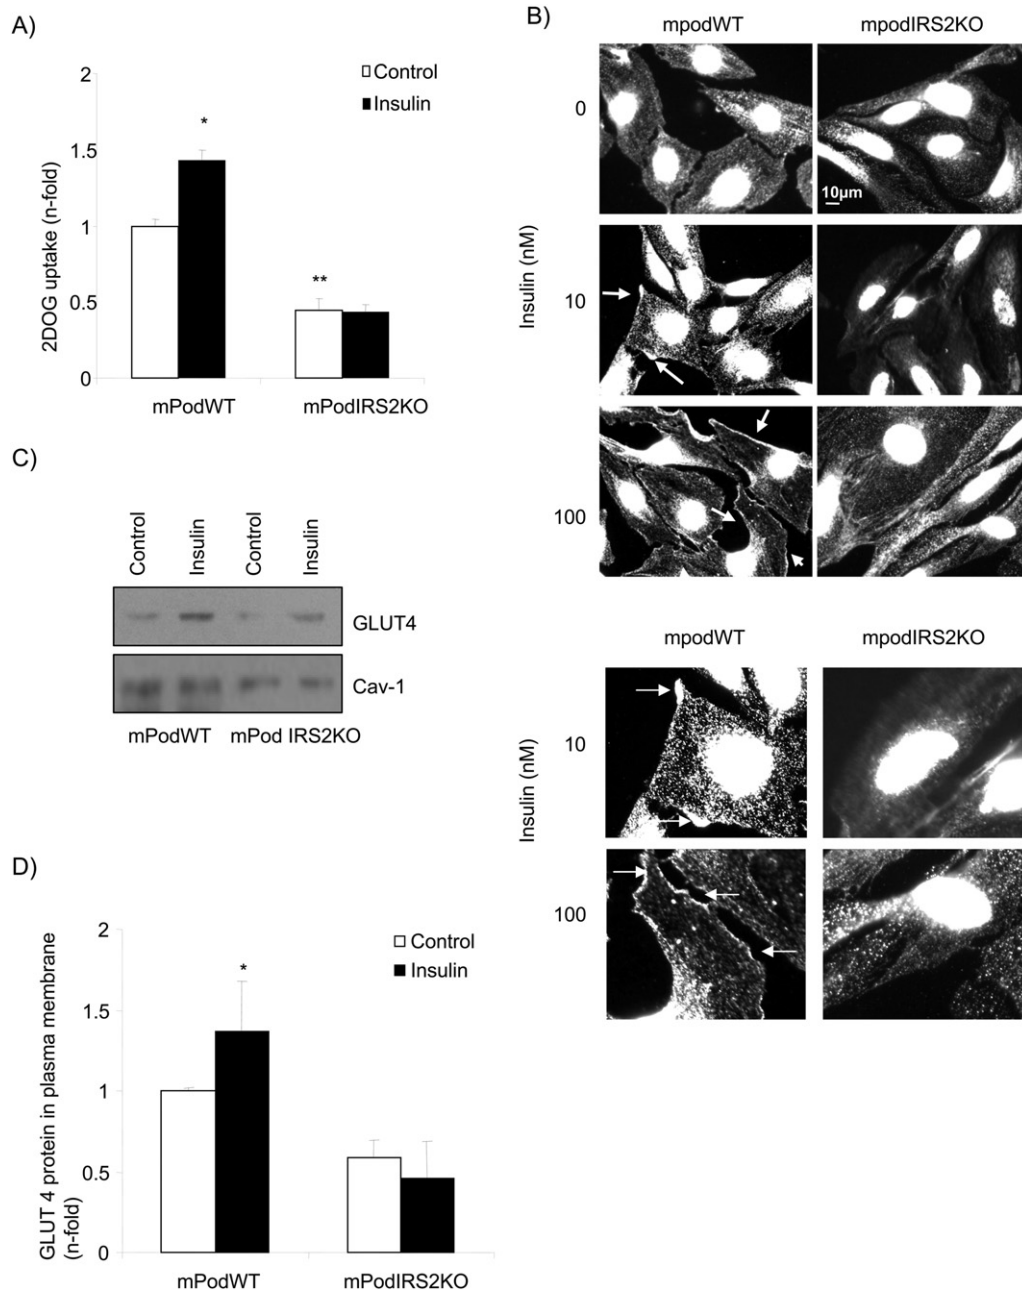 A)
Control
Insulin
2DOG uptake (n-fold)
2
1.5
1
0.5
0
*
**
mPodWT
mPodIRS2KO
B)
mpodWT
mpodIRS2KO
Insulin (nM)
0
10µm
10
100
mpodWT
mpodIRS2KO
Insulin (nM)
10
100
C)
Control
Insulin
Control
Insulin
GLUT4
Cav-1
mPodWT
mPod IRS2KO
D)
Control
Insulin
GLUT 4 protein in plasma membrane
(n-fold)
2
1.5
1
0.5
0
*
mPodWT
mPodIRS2KO